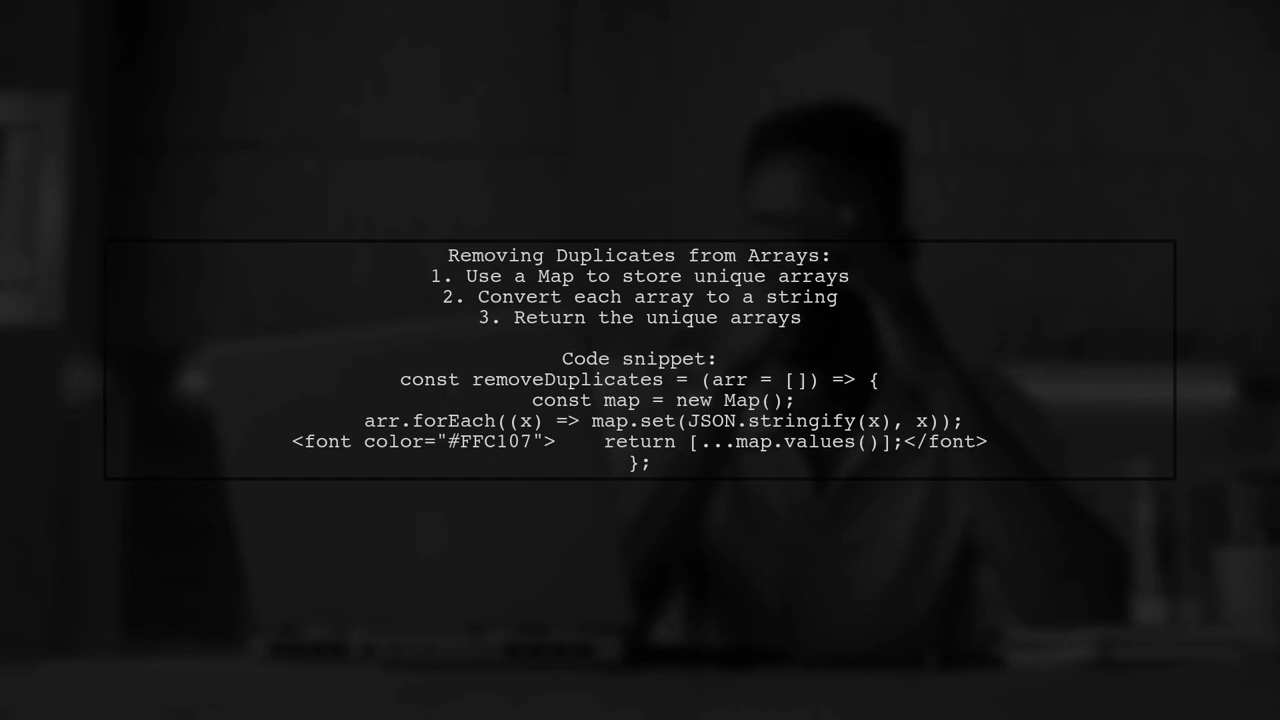 Removing Duplicates from Arrays:
1. Use a Map to store unique arrays
2. Convert each array to a string
3. Return the unique arrays
Code snippet:
const removeDuplicates = (arr = []) => {
const map = new Map();
arr.forEach((x) => map.set(JSON.stringify(x), x));
<font color="#FFC107">    return [...map.values()];</font>
};